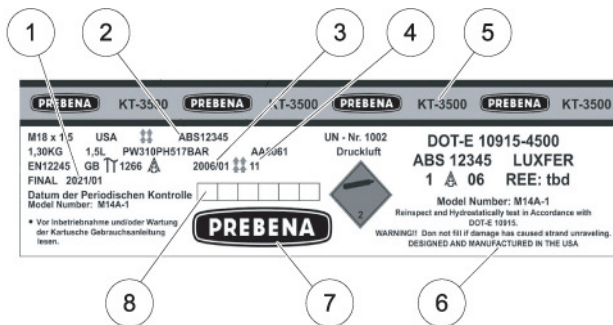 1 2 3 4 5
PREBENA KT-3500 PREBENA KT-3500 PREBENA KT-3500 PREBENA KT-3500
M18 x 1,5 USA ABS12345
1,30KG 1,5L PW310PH517BAR AA6061
EN12245 GB 1266 2006/01 11
FINAL 2021/01
Datum der Periodischen Kontrolle
Model Number: M14A-1
• Vor Inbetriebnahme und/oder Wartung
der Kartusche Gebrauchsanleitung
lesen.
PREBENA
UN - Nr. 1002
Druckluft
2
DOT-E 10915-4500
ABS 12345 LUXFER
1 06 REE: tbd
Model Number: M14A-1
Reinspect and Hydrostatically test in Accordance with
DOT-E 10915.
WARNING!! Don not fill if damage has caused strand unraveling.
DESIGNED AND MANUFACTURED IN THE USA
8 7 6